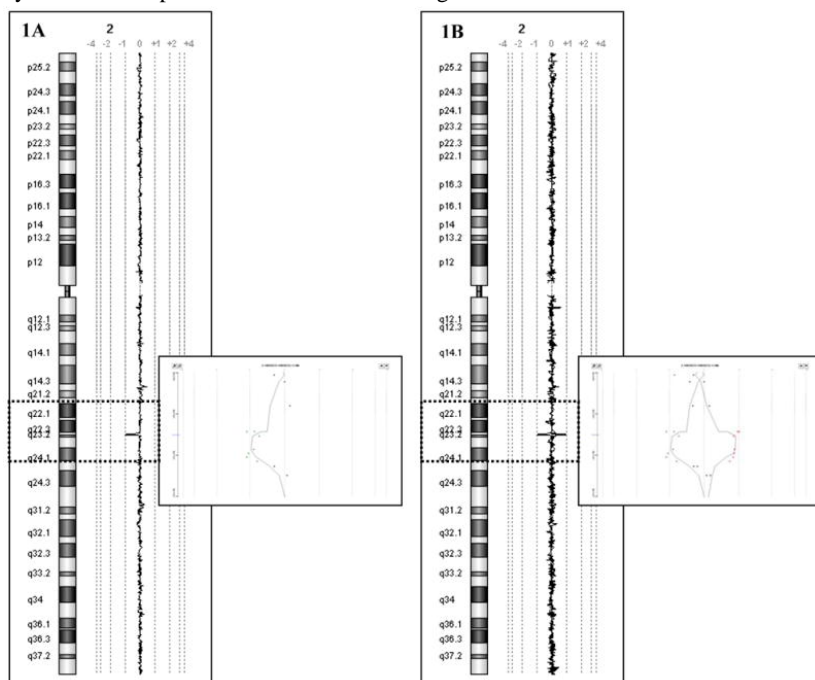 1A
2
-4 -2 -1 0 +1 +2 +4
p25.2
p24.3
p24.1
p23.2
p22.3
p22.1
p16.3
p16.1
p14
p13.2
p12
q12.1
q12.3
q14.1
q14.3
q21.2
q22.1
q22.3
q23.2
q24.1
q24.3
q31.2
q32.1
q32.3
q33.2
q34
q36.1
q36.3
q37.2
1B
2
-4 -2 -1 0 +1 +2 +4
p25.2
p24.3
p24.1
p23.2
p22.3
p22.1
p16.3
p16.1
p14
p13.2
p12
q12.1
q12.3
q14.1
q14.3
q21.2
q22.1
q22.3
q23.2
q24.1
q24.3
q31.2
q32.1
q32.3
q33.2
q34
q36.1
q36.3
q37.2